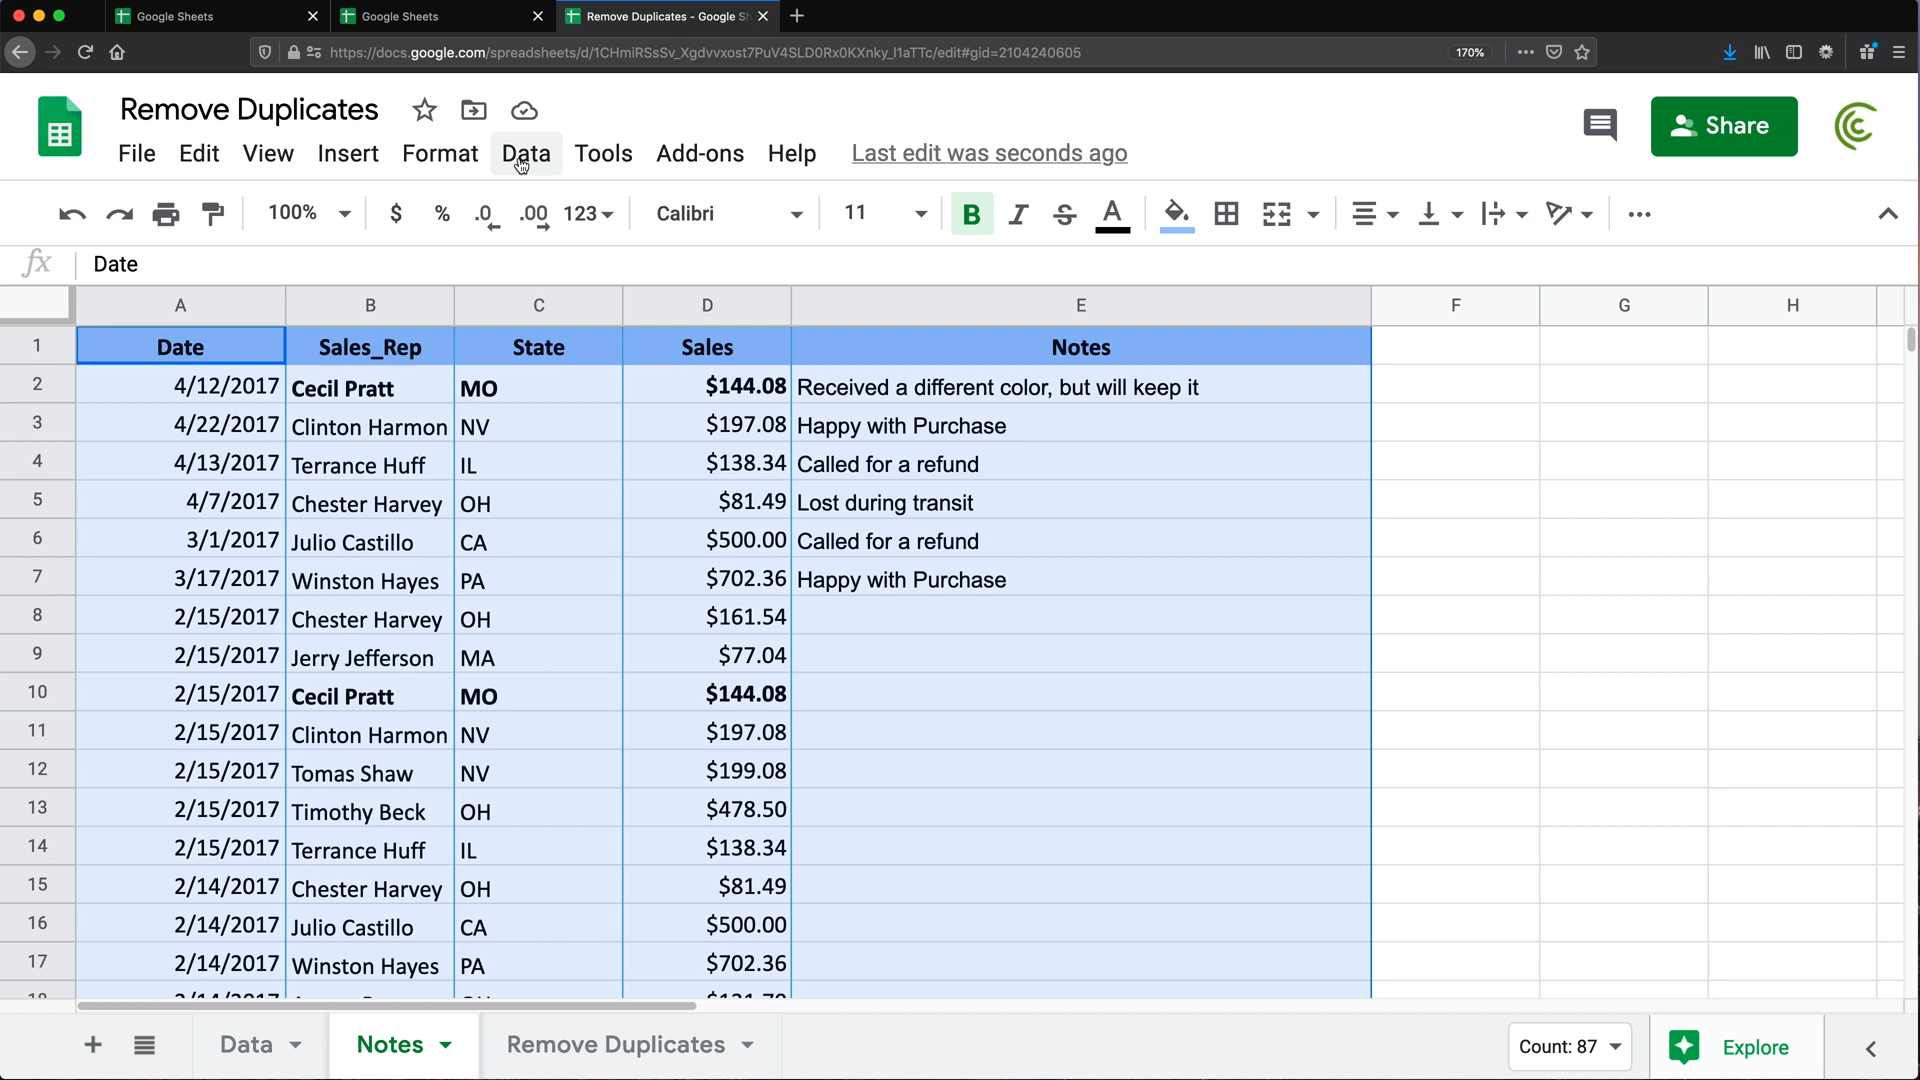 Google Sheets
Google Sheets
Remove Duplicates - Google Sh
https://docs.google.com/spreadsheets/d/1CHmiRSsSv_Xgdvvxost7PuV4SLD0Rx0KXnky_l1aTTc/edit#gid=2104240605
170%
Remove Duplicates
Share
File Edit View Insert Format Data Tools Add-ons Help Last edit was seconds ago
100% $ % .0 .00 123 Calibri 11 B I S A
fx Date
A B C D E F G H
1 Date Sales_Rep State Sales Notes
2 4/12/2017 Cecil Pratt MO $144.08 Received a different color, but will keep it
3 4/22/2017 Clinton Harmon NV $197.08 Happy with Purchase
4 4/13/2017 Terrance Huff IL $138.34 Called for a refund
5 4/7/2017 Chester Harvey OH $81.49 Lost during transit
6 3/1/2017 Julio Castillo CA $500.00 Called for a refund
7 3/17/2017 Winston Hayes PA $702.36 Happy with Purchase
8 2/15/2017 Chester Harvey OH $161.54
9 2/15/2017 Jerry Jefferson MA $77.04
10 2/15/2017 Cecil Pratt MO $144.08
11 2/15/2017 Clinton Harmon NV $197.08
12 2/15/2017 Tomas Shaw NV $199.08
13 2/15/2017 Timothy Beck OH $478.50
14 2/15/2017 Terrance Huff IL $138.34
15 2/14/2017 Chester Harvey OH $81.49
16 2/14/2017 Julio Castillo CA $500.00
17 2/14/2017 Winston Hayes PA $702.36
18 2/14/2017
Data Notes Remove Duplicates Count: 87 Explore